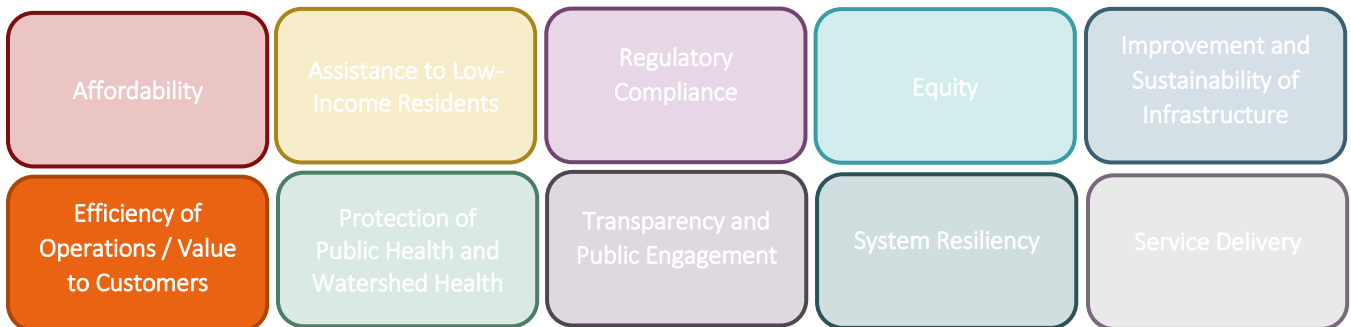 Affordability
Assistance to Low-
Income Residents
Regulatory
Compliance
Equity
Improvement and
Sustainability of
Infrastructure
Efficiency of
Operations / Value
to Customers
Protection of
Public Health and
Watershed Health
Transparency and
Public Engagement
System Resiliency
Service Delivery